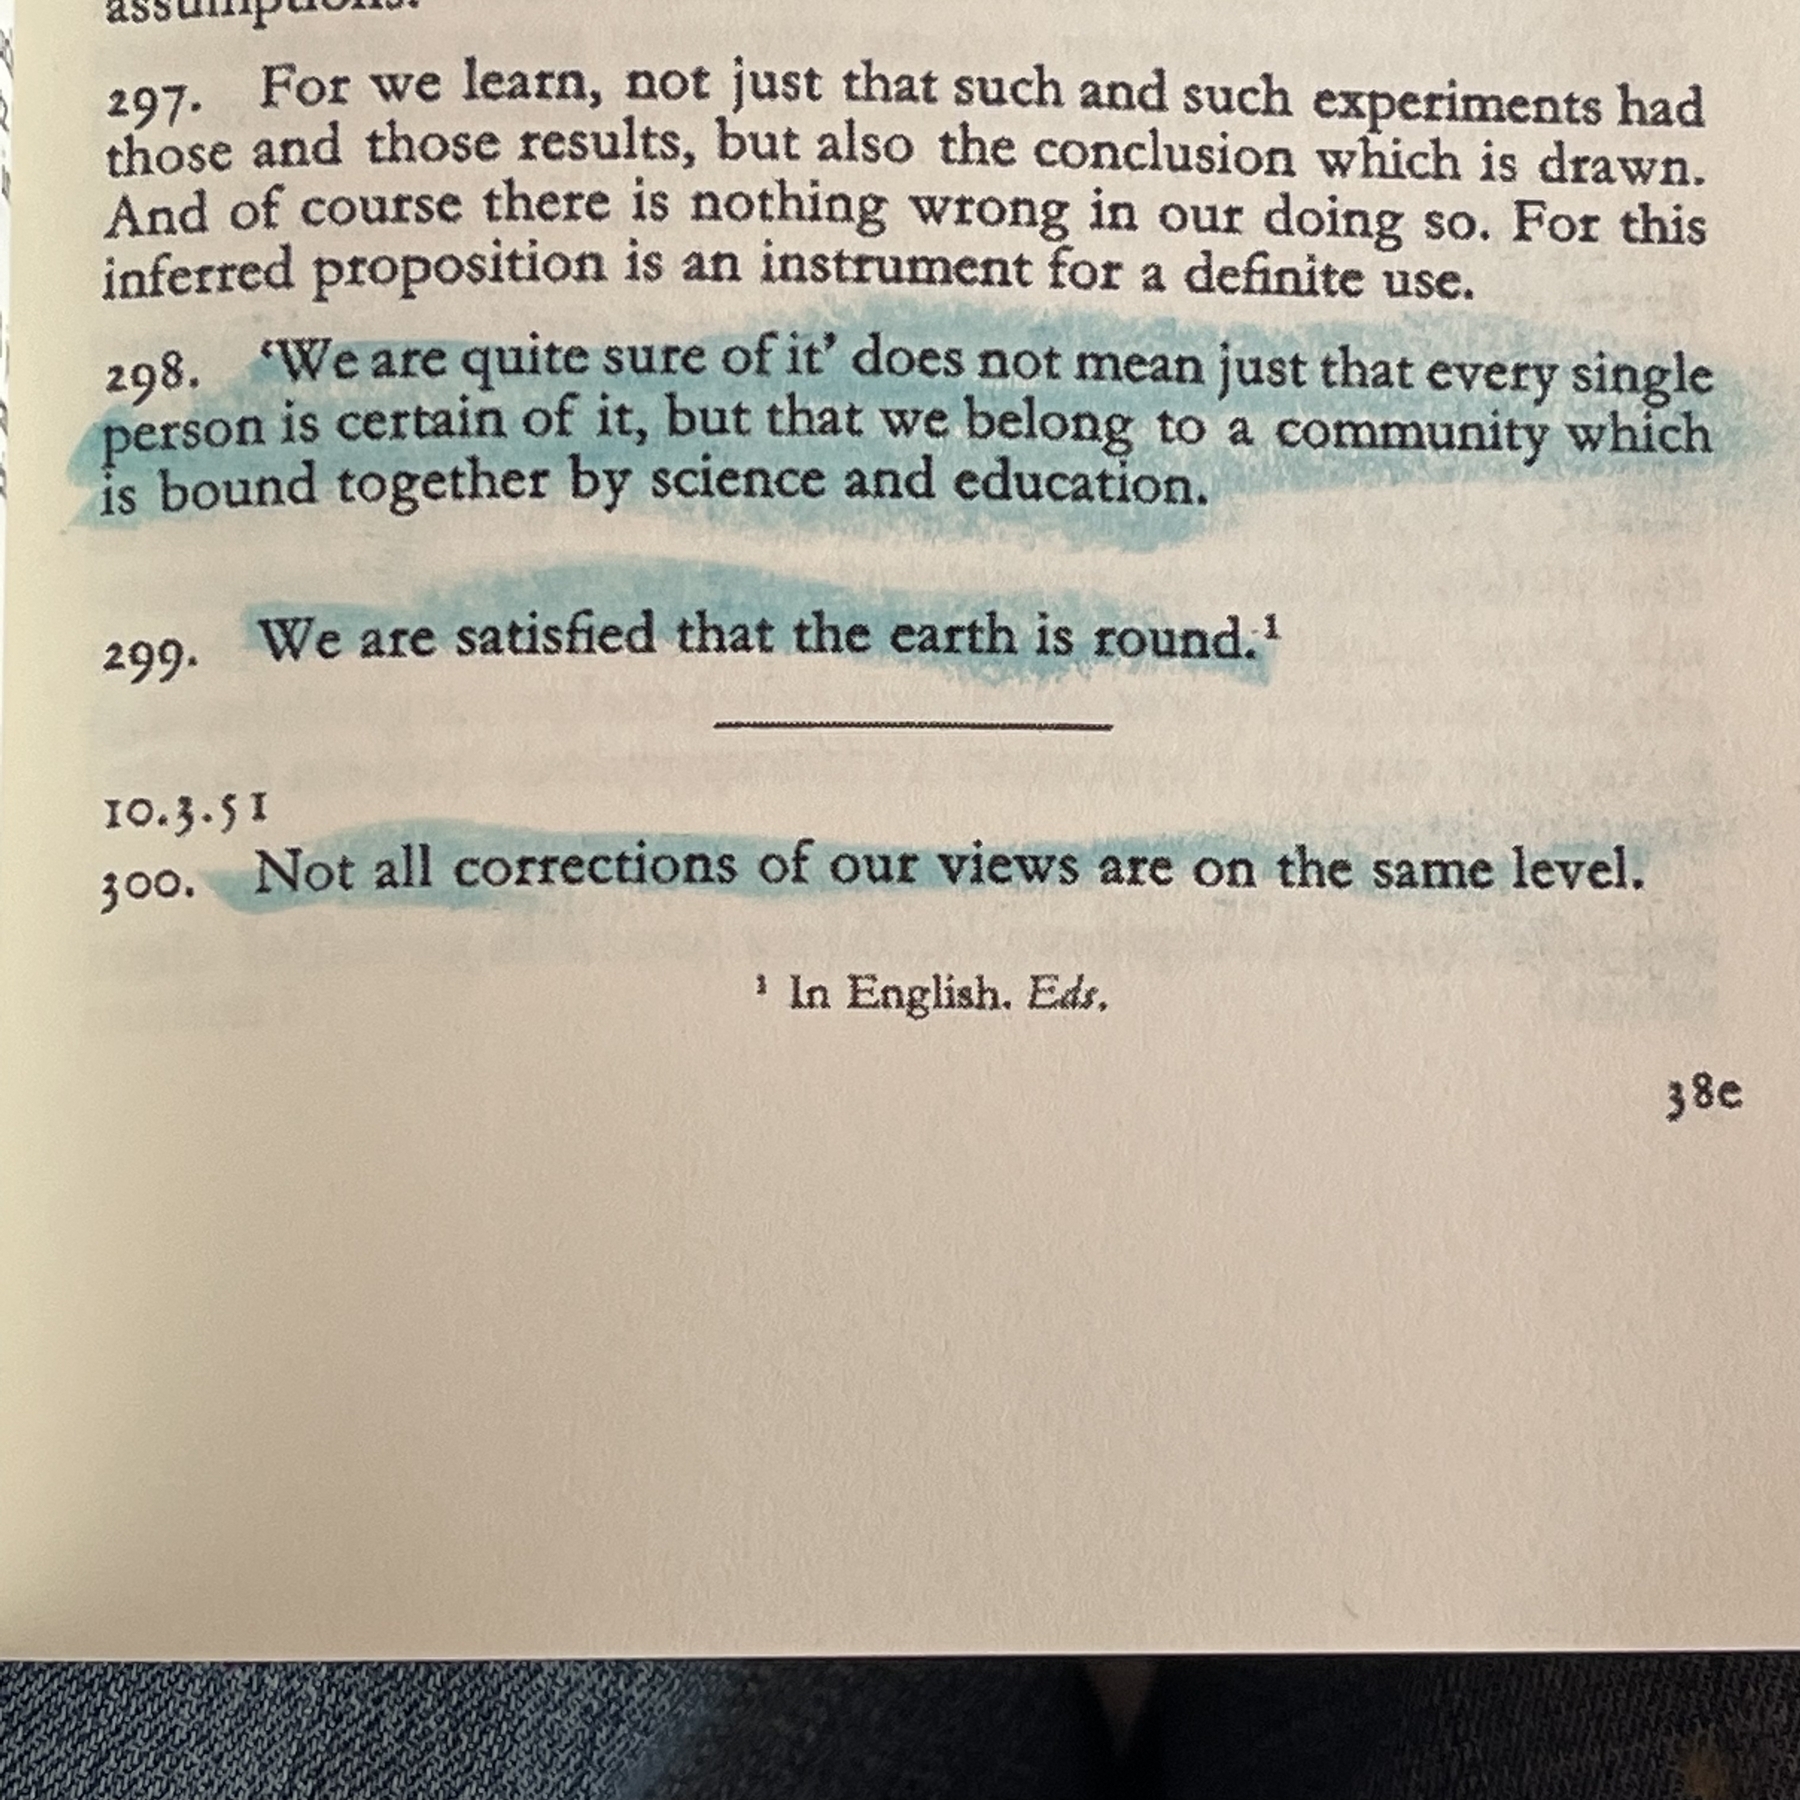 assumptions.
297. For we learn, not just that such and such experiments had
those and those results, but also the conclusion which is drawn.
And of course there is nothing wrong in our doing so. For this
inferred proposition is an instrument for a definite use.
298. ‘We are quite sure of it’ does not mean just that every single
person is certain of it, but that we belong to a community which
is bound together by science and education.
299. We are satisfied that the earth is round.¹
10.3.51
300. Not all corrections of our views are on the same level.
¹ In English. Eds.
38e